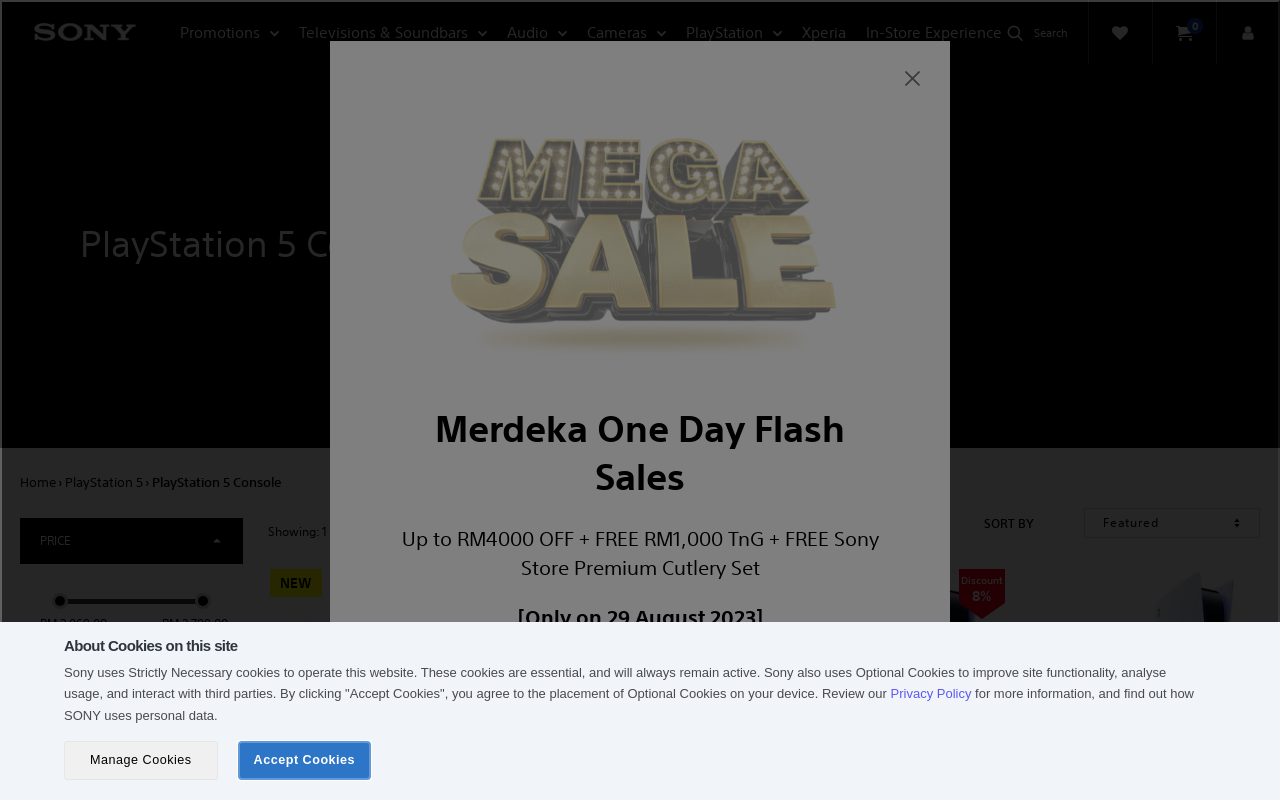 SONY
Promotions
Televisions & Soundbars
Audio
Cameras
PlayStation
Xperia
In-Store Experience
Search
0
PlayStation 5 Co
MEGA
SALE
Merdeka One Day Flash
Sales
Up to RM4000 OFF + FREE RM1,000 TnG + FREE Sony
Store Premium Cutlery Set
[Only on 29 August 2023]
Home › PlayStation 5 › PlayStation 5 Console
PRICE
Showing: 1
SORT BY
Featured
NEW
Discount
8%
About Cookies on this site
Sony uses Strictly Necessary cookies to operate this website. These cookies are essential, and will always remain active. Sony also uses Optional Cookies to improve site functionality, analyse
usage, and interact with third parties. By clicking "Accept Cookies", you agree to the placement of Optional Cookies on your device. Review our Privacy Policy for more information, and find out how
SONY uses personal data.
Manage Cookies
Accept Cookies